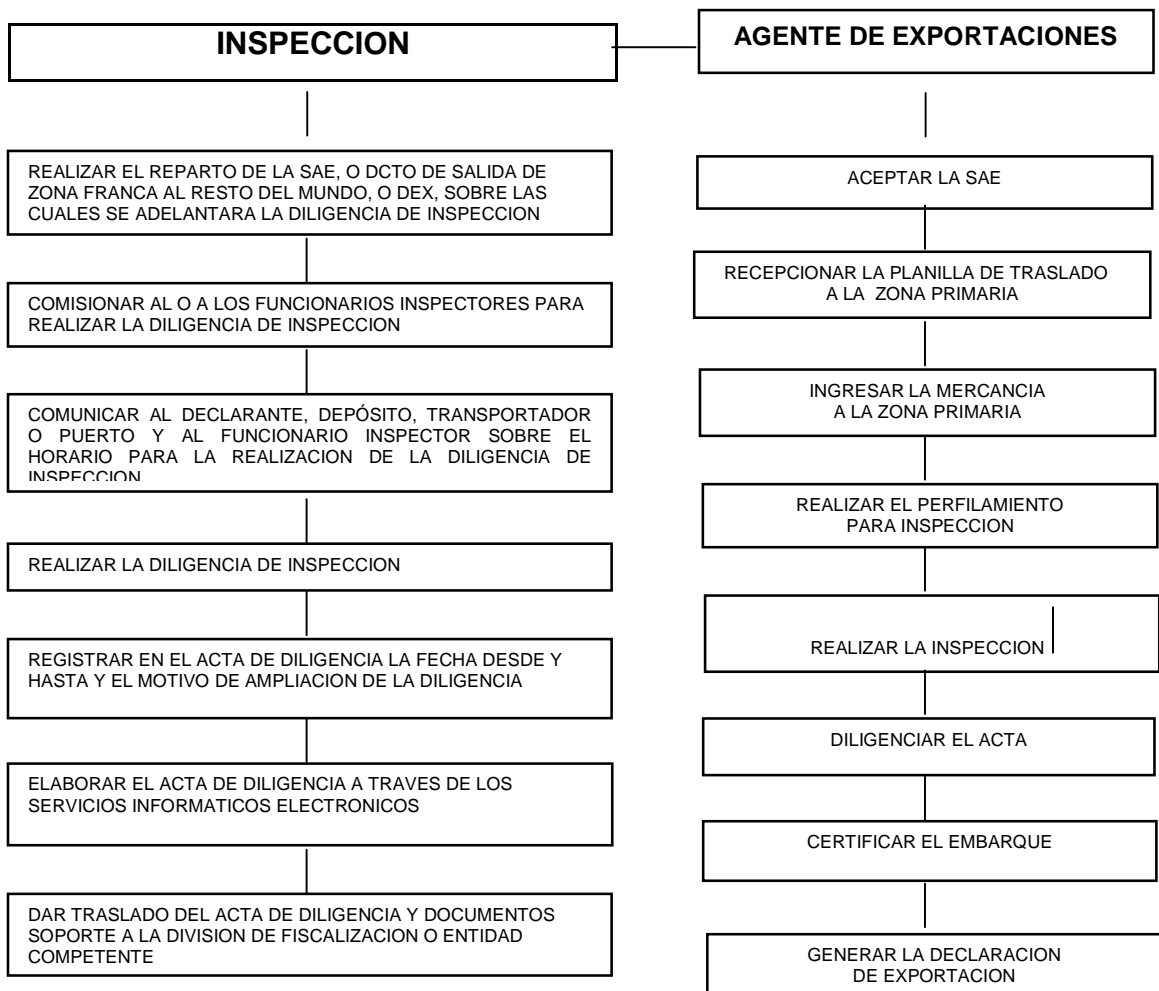 INSPECCION
REALIZAR EL REPARTO DE LA SAE, O DCTO DE SALIDA DE
ZONA FRANCA AL RESTO DEL MUNDO, O DEX, SOBRE LAS
CUALES SE ADELANTARA LA DILIGENCIA DE INSPECCION
COMISIONAR AL O A LOS FUNCIONARIOS INSPECTORES PARA
REALIZAR LA DILIGENCIA DE INSPECCION
COMUNICAR AL DECLARANTE, DEPÓSITO, TRANSPORTADOR
O PUERTO Y AL FUNCIONARIO INSPECTOR SOBRE EL
HORARIO PARA LA REALIZACION DE LA DILIGENCIA DE
INSPECCION
REALIZAR LA DILIGENCIA DE INSPECCION
REGISTRAR EN EL ACTA DE DILIGENCIA LA FECHA DESDE Y
HASTA Y EL MOTIVO DE AMPLIACION DE LA DILIGENCIA
ELABORAR EL ACTA DE DILIGENCIA A TRAVES DE LOS
SERVICIOS INFORMATICOS ELECTRONICOS
DAR TRASLADO DEL ACTA DE DILIGENCIA Y DOCUMENTOS
SOPORTE A LA DIVISION DE FISCALIZACION O ENTIDAD
COMPETENTE
AGENTE DE EXPORTACIONES
ACEPTAR LA SAE
RECEPCIONAR LA PLANILLA DE TRASLADO
A LA ZONA PRIMARIA
INGRESAR LA MERCANCIA
A LA ZONA PRIMARIA
REALIZAR EL PERFILAMIENTO
PARA INSPECCION
REALIZAR LA INSPECCION
DILIGENCIAR EL ACTA
CERTIFICAR EL EMBARQUE
GENERAR LA DECLARACION
DE EXPORTACION